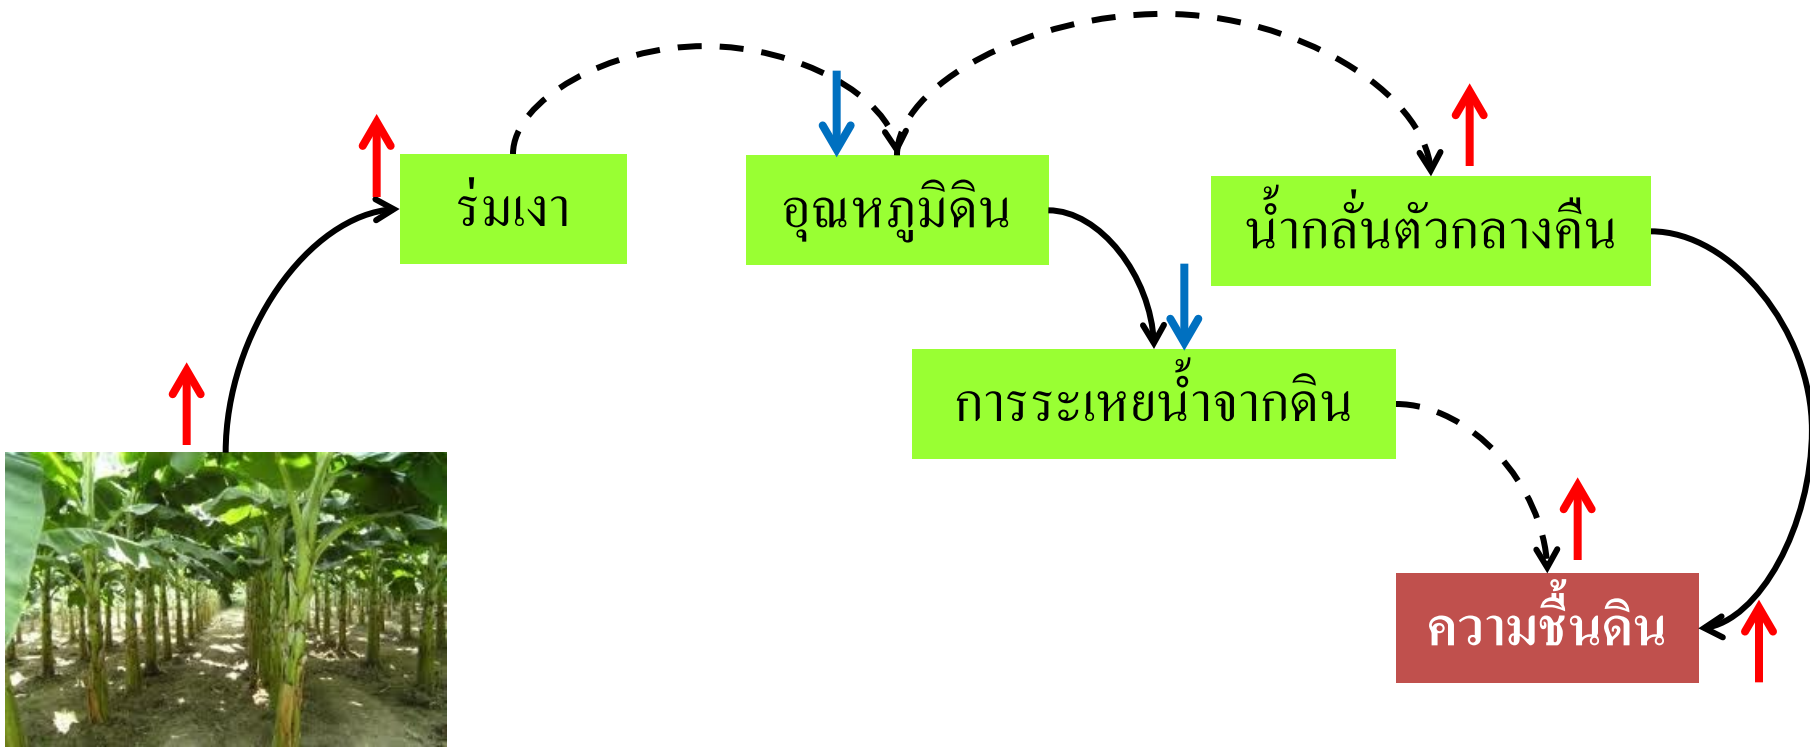 ร่มเงา
อุณหภูมิดิน
น้ำกลั่นตัวกลางคืน
การระเหยน้ำจากดิน
ความชื้นดิน